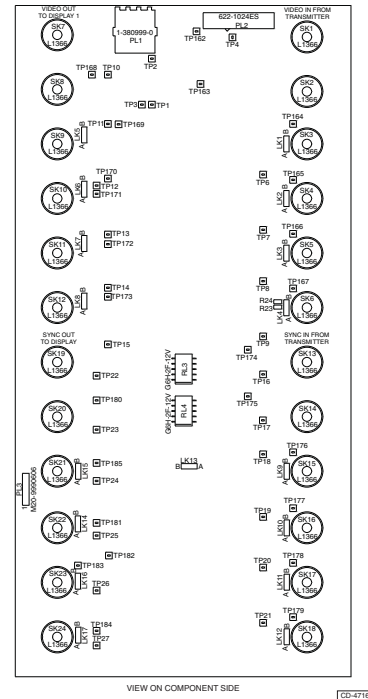 VIDEO OUT
TO DISPLAY 1
SK7
L1366
1-380999-0
PL1
622-1024ES
PL2
TP162
TP4
VIDEO IN FROM
TRANSMITTER
SK1
L1366
TP2
TP168
TP10
SK8
L1366
TP163
SK2
L1366
TP3
TP1
TP11
TP169
TP164
SK9
L1366
LK5
A
B
LK1
A
B
SK3
L1366
TP170
TP12
TP171
SK10
L1366
LK6
A
B
TP6
TP165
LK2
A
B
SK4
L1366
TP13
TP172
SK11
L1366
LK7
A
B
TP7
TP166
LK3
A
B
SK5
L1366
TP14
TP173
SK12
L1366
LK8
A
B
TP8
TP167
R24
R23
LK4
A
B
SK6
L1366
SYNC OUT
TO DISPLAY
SK19
L1366
TP15
TP9
TP174
SYNC IN FROM
TRANSMITTER
SK13
L1366
TP22
G6H-2F-12V
RL3
TP16
TP180
SK20
L1366
G6H-2F-12V
RL4
TP175
TP17
SK14
L1366
TP23
TP18
TP176
PL3
M20-9990606
1
SK21
L1366
LK15
A
B
TP185
TP24
LK13
B
A
LK9
A
B
SK15
L1366
TP177
SK22
L1366
LK14
A
B
TP181
TP25
TP19
LK10
A
B
SK16
L1366
TP182
TP183
SK23
L1366
LK16
A
B
TP26
TP20
TP178
LK11
A
B
SK17
L1366
TP184
TP27
SK24
L1366
LK17
A
B
TP21
TP179
LK12
A
B
SK18
L1366
VIEW ON COMPONENT SIDE
CD-4716